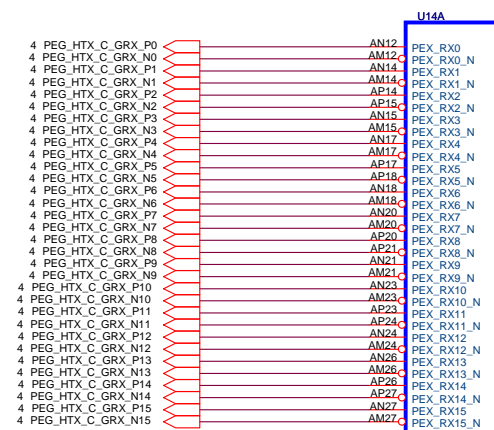 U14A
4 PEG_HTX_C_GRX_P0 AN12 PEX_RX0
4 PEG_HTX_C_GRX_N0 AM12 PEX_RX0_N
4 PEG_HTX_C_GRX_P1 AN14 PEX_RX1
4 PEG_HTX_C_GRX_N1 AM14 PEX_RX1_N
4 PEG_HTX_C_GRX_P2 AP14 PEX_RX2
4 PEG_HTX_C_GRX_N2 AP15 PEX_RX2_N
4 PEG_HTX_C_GRX_P3 AN15 PEX_RX3
4 PEG_HTX_C_GRX_N3 AM15 PEX_RX3_N
4 PEG_HTX_C_GRX_P4 AN17 PEX_RX4
4 PEG_HTX_C_GRX_N4 AM17 PEX_RX4_N
4 PEG_HTX_C_GRX_P5 AP17 PEX_RX5
4 PEG_HTX_C_GRX_N5 AP18 PEX_RX5_N
4 PEG_HTX_C_GRX_P6 AN18 PEX_RX6
4 PEG_HTX_C_GRX_N6 AM18 PEX_RX6_N
4 PEG_HTX_C_GRX_P7 AN20 PEX_RX7
4 PEG_HTX_C_GRX_N7 AM20 PEX_RX7_N
4 PEG_HTX_C_GRX_P8 AP20 PEX_RX8
4 PEG_HTX_C_GRX_N8 AP21 PEX_RX8_N
4 PEG_HTX_C_GRX_P9 AN21 PEX_RX9
4 PEG_HTX_C_GRX_N9 AM21 PEX_RX9_N
4 PEG_HTX_C_GRX_P10 AN23 PEX_RX10
4 PEG_HTX_C_GRX_N10 AM23 PEX_RX10_N
4 PEG_HTX_C_GRX_P11 AP23 PEX_RX11
4 PEG_HTX_C_GRX_N11 AP24 PEX_RX11_N
4 PEG_HTX_C_GRX_P12 AN24 PEX_RX12
4 PEG_HTX_C_GRX_N12 AM24 PEX_RX12_N
4 PEG_HTX_C_GRX_P13 AN26 PEX_RX13
4 PEG_HTX_C_GRX_N13 AM26 PEX_RX13_N
4 PEG_HTX_C_GRX_P14 AP26 PEX_RX14
4 PEG_HTX_C_GRX_N14 AP27 PEX_RX14_N
4 PEG_HTX_C_GRX_P15 AN27 PEX_RX15
4 PEG_HTX_C_GRX_N15 AM27 PEX_RX15_N